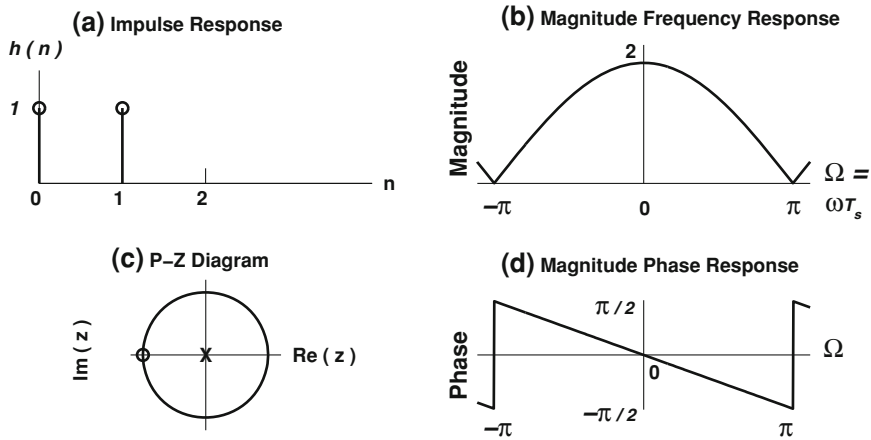 (a) Impulse Response
h ( n )
1
0
1
2
n
(b) Magnitude Frequency Response
Magnitude
2
−π
0
π
Ω =
ωT_s
(c) P−Z Diagram
Im ( z )
X
Re ( z )
(d) Magnitude Phase Response
Phase
π / 2
0
Ω
−π / 2
−π
π